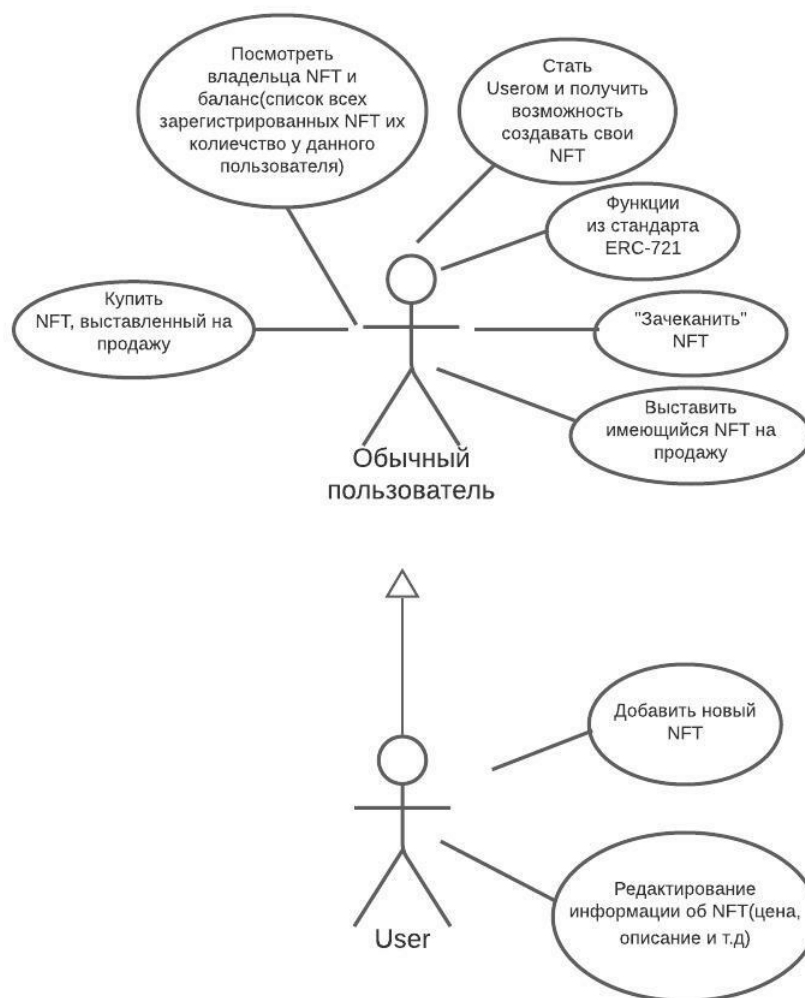 Посмотреть
владельца NFT и
баланс(список всех
зарегистрированных NFT их
колиечство у данного
пользователя)
Стать
Userом и получить
возможность
создавать свои
NFT
Функции
из стандарта
ERC-721
Купить
NFT, выставленный на
продажу
"Зачеканить"
NFT
Выставить
имеющийся NFT на
продажу
Обычный
пользователь
Добавить новый
NFT
Редактирование
информации об NFT(цена,
описание и т.д)
User